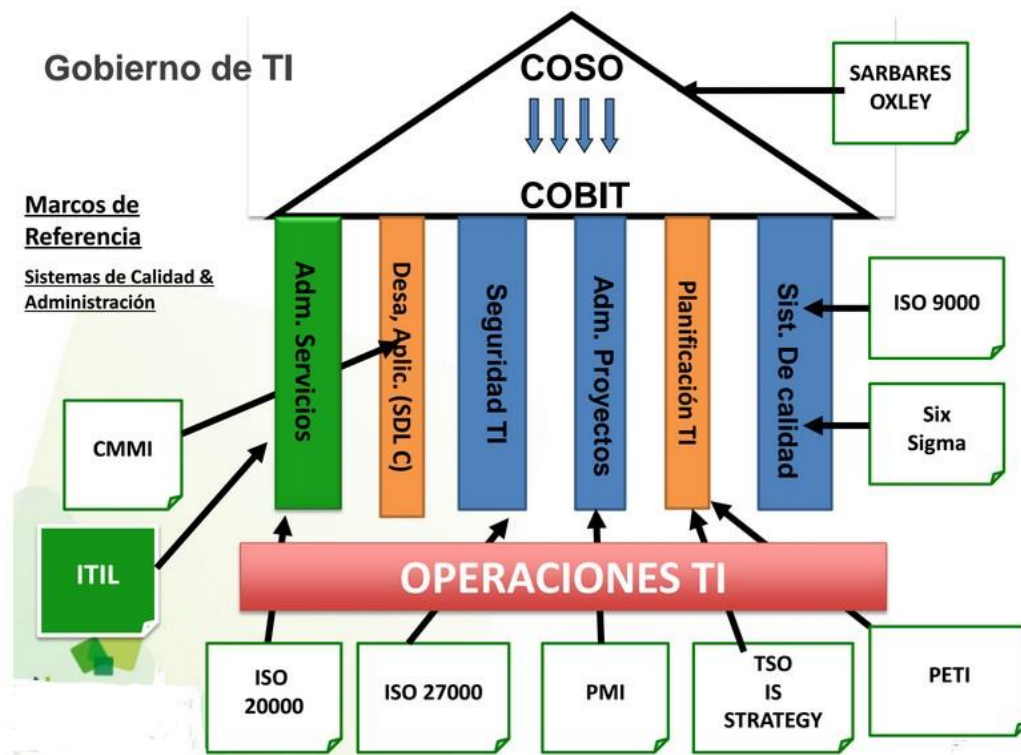 Gobierno de TI
COSO
COBIT
SARBARES
OXLEY
Marcos de
Referencia
Sistemas de Calidad &
Administración
Adm. Servicios
Desa, Aplic. (SDL C)
Seguridad TI
Adm. Proyectos
Planificación TI
Sist. De calidad
ISO 9000
Six
Sigma
CMMI
ITIL
OPERACIONES TI
ISO
20000
ISO 27000
PMI
TSO
IS
STRATEGY
PETI